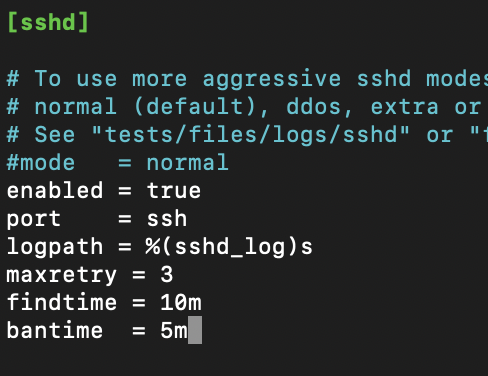 [sshd]
# To use more aggressive sshd modes
# normal (default), ddos, extra or
# See "tests/files/logs/sshd" or "
#mode   = normal
enabled = true
port    = ssh
logpath = %(sshd_log)s
maxretry = 3
findtime = 10m
bantime  = 5m